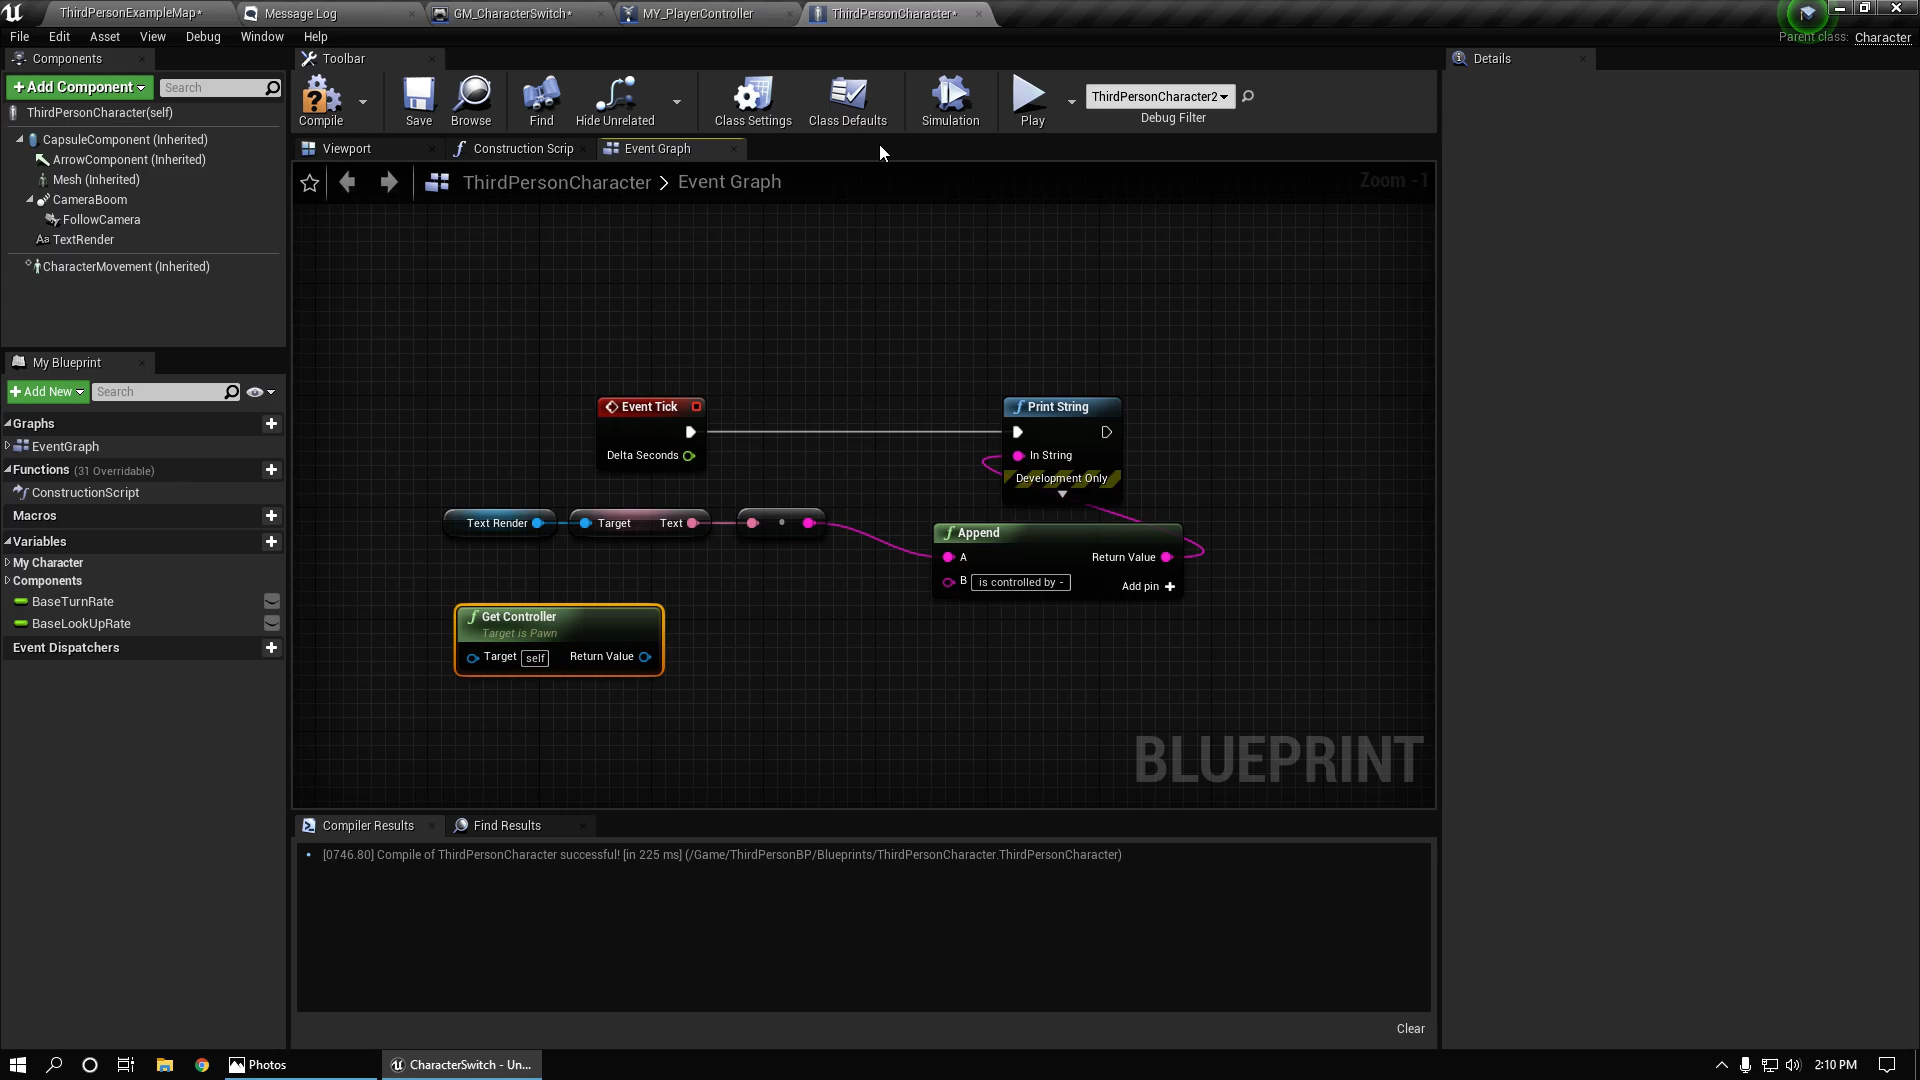 ThirdPersonExampleMap*
Message Log
GM_CharacterSwitch*
MY_PlayerController
ThirdPersonCharacter*
File
Edit
Asset
View
Debug
Window
Help
Parent class: Character
Components
Toolbar
Details
+ Add Component
Search
ThirdPersonCharacter(self)
CapsuleComponent (Inherited)
ArrowComponent (Inherited)
Mesh (Inherited)
CameraBoom
FollowCamera
Aa TextRender
CharacterMovement (Inherited)
Compile
Save
Browse
Find
Hide Unrelated
Class Settings
Class Defaults
Simulation
Play
ThirdPersonCharacter2
Debug Filter
Viewport
f Construction Scrip
Event Graph
ThirdPersonCharacter > Event Graph
Zoom -1
My Blueprint
+ Add New
Search
Graphs
EventGraph
Functions (31 Overridable)
ConstructionScript
Macros
Variables
My Character
Components
BaseTurnRate
BaseLookUpRate
Event Dispatchers
Event Tick
Delta Seconds
f Print String
In String
Development Only
Text Render
Target
Text
f Append
A
Return Value
B is controlled by -
Add pin +
f Get Controller
Target is Pawn
Target self
Return Value
BLUEPRINT
Compiler Results
Find Results
[0746.80] Compile of ThirdPersonCharacter successful! [in 225 ms] (/Game/ThirdPersonBP/Blueprints/ThirdPersonCharacter.ThirdPersonCharacter)
Clear
Photos
CharacterSwitch - Un...
2:10 PM